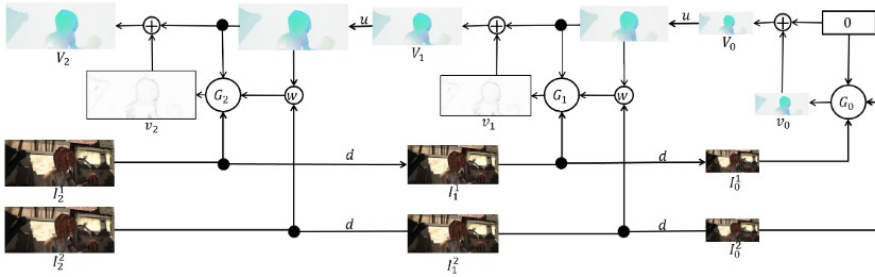 u u 0
V₂ V₁ V₀
G₂ w G₁ w G₀
v₂ v₁ v₀
d d
I₂¹ I₁¹ I₀¹
d d
I₂² I₁² I₀²